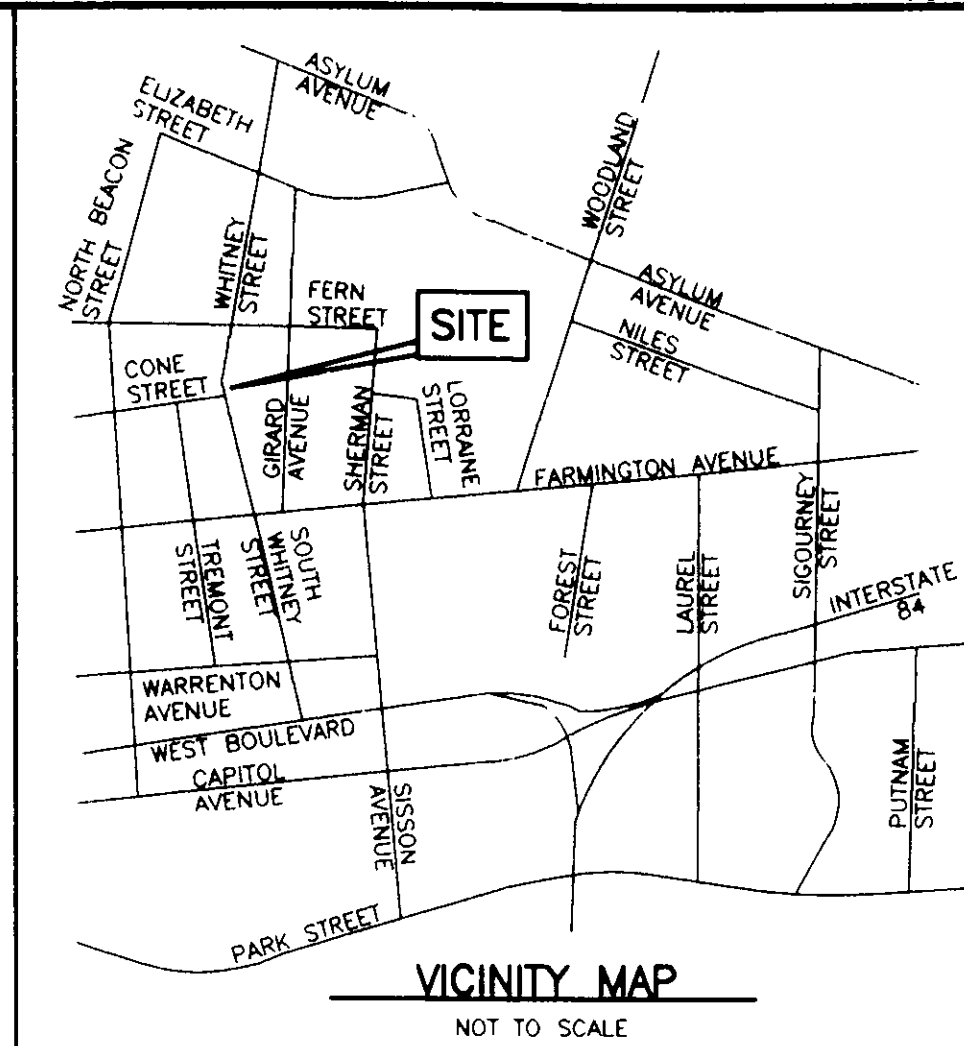 ASYLUM
AVENUE
ELIZABETH
STREET
WOODLAND
STREET
NORTH BEACON
STREET
WHITNEY
STREET
FERN
STREET
SITE
ASYLUM
AVENUE
NILES
STREET
CONE
STREET
GIRARD
AVENUE
SHERMAN
STREET
LORRAINE
STREET
FARMINGTON AVENUE
TREMONT
STREET
SOUTH
WHITNEY
STREET
FOREST
STREET
LAUREL
STREET
SIGOURNEY
STREET
INTERSTATE
84
WARRENTON
AVENUE
WEST BOULEVARD
CAPITOL
AVENUE
SISSON
AVENUE
PUTNAM
STREET
PARK STREET
VICINITY MAP
NOT TO SCALE